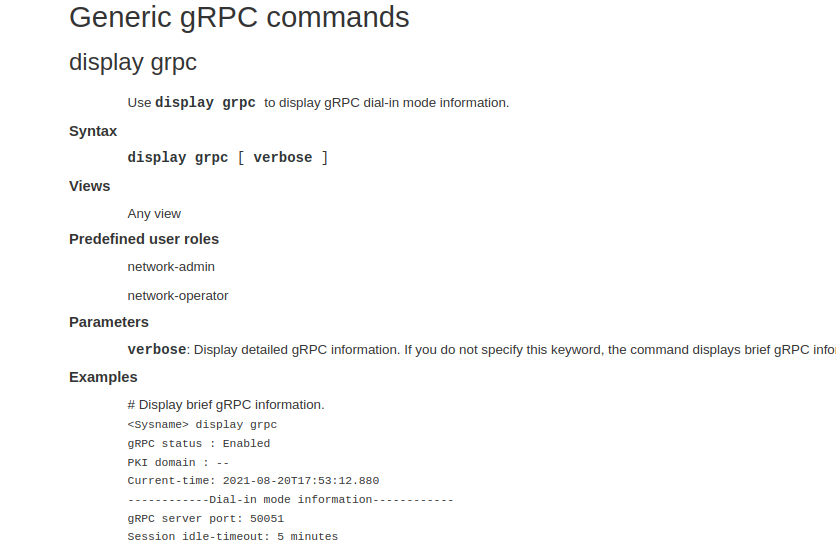 Generic gRPC commands
display grpc
Use display grpc to display gRPC dial-in mode information.
Syntax
display grpc [ verbose ]
Views
Any view
Predefined user roles
network-admin
network-operator
Parameters
verbose: Display detailed gRPC information. If you do not specify this keyword, the command displays brief gRPC
Examples
# Display brief gRPC information.
<Sysname> display grpc
gRPC status : Enabled
PKI domain : --
Current-time: 2021-08-20T17:53:12.880
------------Dial-in mode information------------
gRPC server port: 50051
Session idle-timeout: 5 minutes